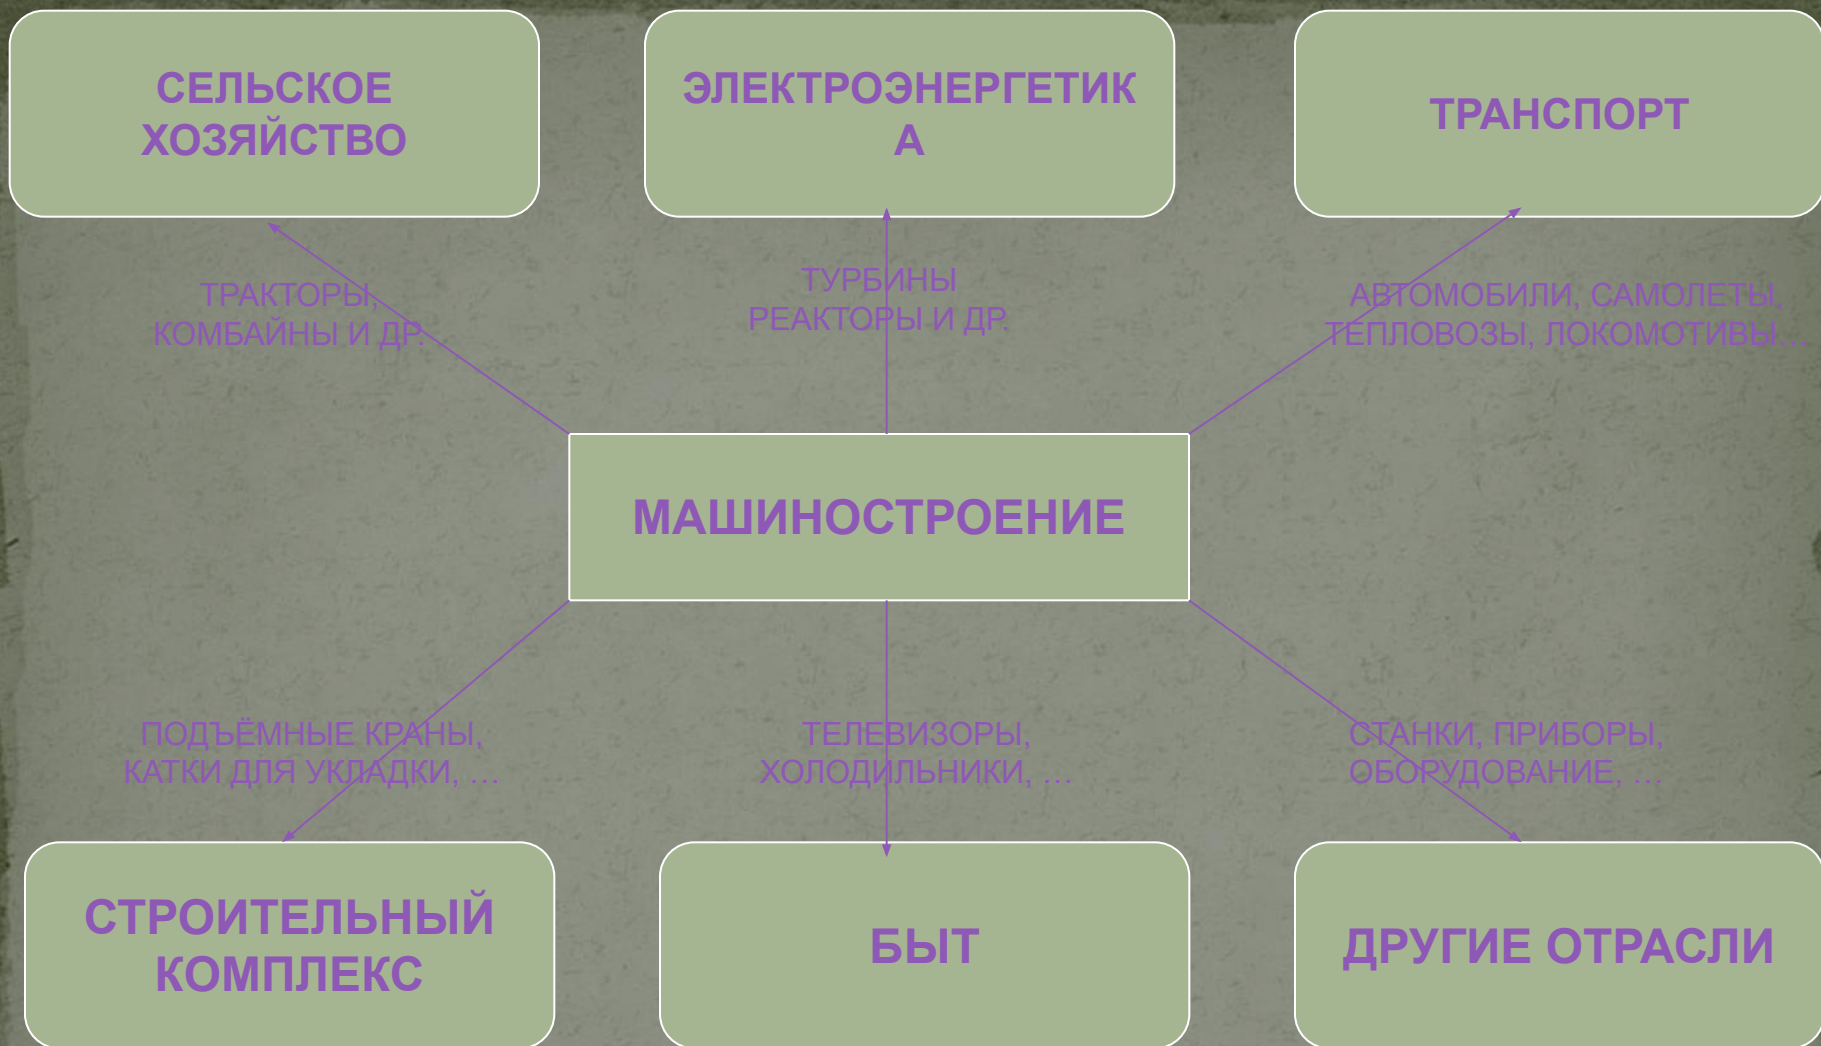 СЕЛЬСКОЕ
ХОЗЯЙСТВО
ЭЛЕКТРОЭНЕРГЕТИК
А
ТРАНСПОРТ
ТРАКТОРЫ,
КОМБАЙНЫ И ДР.
ТУРБИНЫ
РЕАКТОРЫ И ДР.
АВТОМОБИЛИ, САМОЛЕТЫ,
ТЕПЛОВОЗЫ, ЛОКОМОТИВЫ…
МАШИНОСТРОЕНИЕ
ПОДЪЁМНЫЕ КРАНЫ,
КАТКИ ДЛЯ УКЛАДКИ, …
ТЕЛЕВИЗОРЫ,
ХОЛОДИЛЬНИКИ, …
СТАНКИ, ПРИБОРЫ,
ОБОРУДОВАНИЕ, …
СТРОИТЕЛЬНЫЙ
КОМПЛЕКС
БЫТ
ДРУГИЕ ОТРАСЛИ